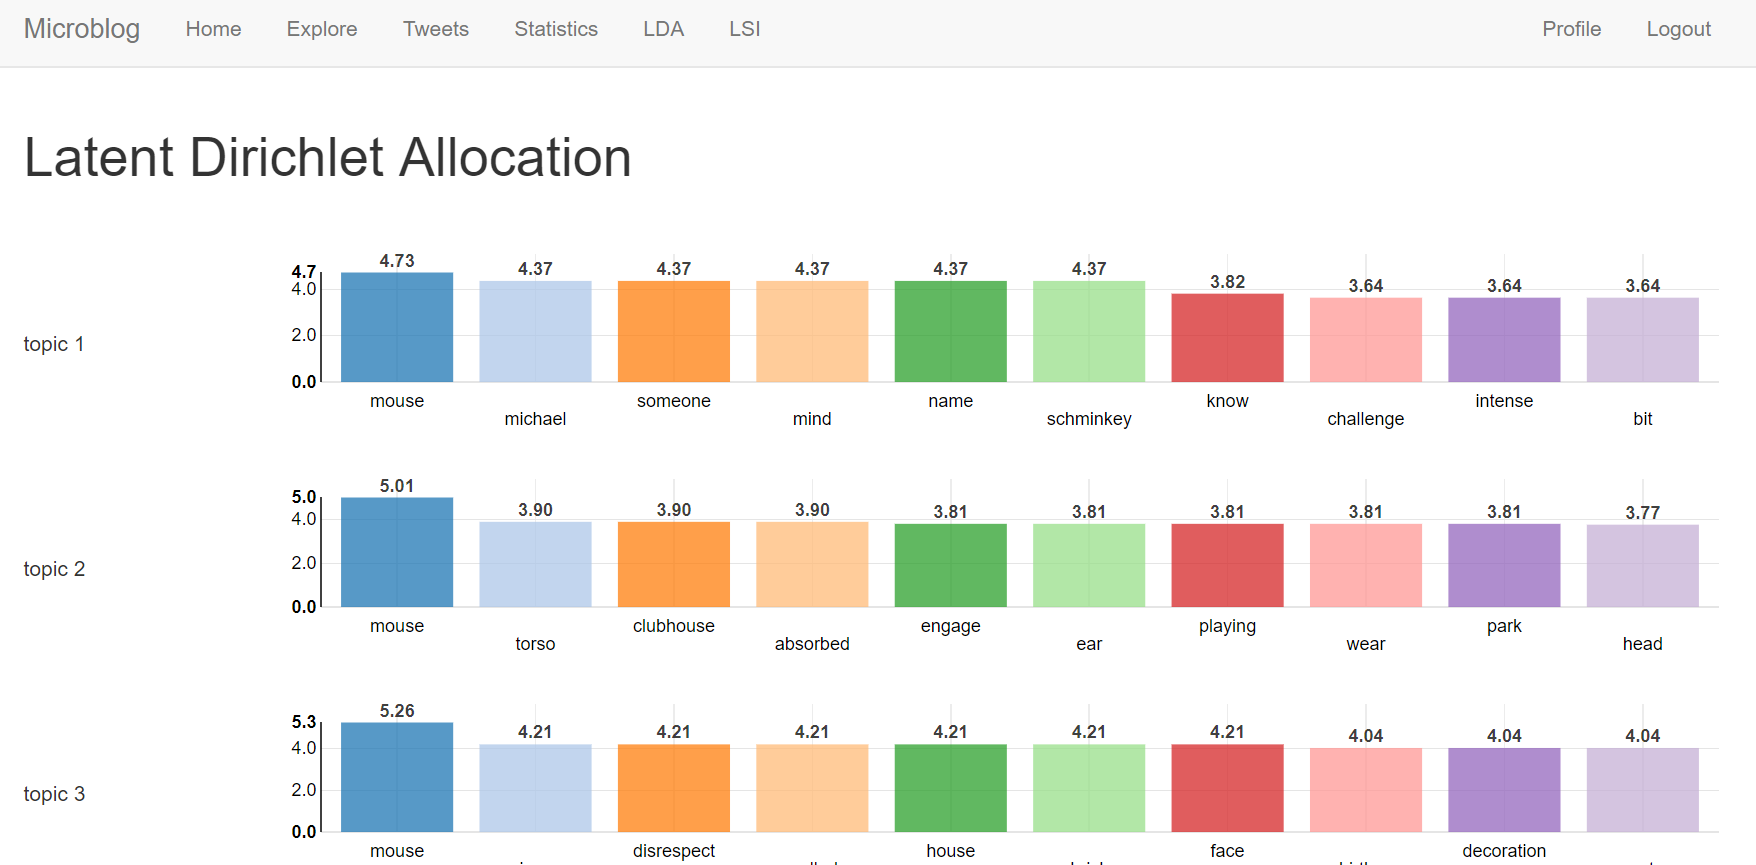 Microblog Home Explore Tweets Statistics LDA LSI Profile Logout
Latent Dirichlet Allocation
topic 1
4.7
4.0
2.0
0.0
4.73 4.37 4.37 4.37 4.37 4.37 3.82 3.64 3.64 3.64
mouse someone name know intense
michael mind schminkey challenge bit
topic 2
5.0
4.0
2.0
0.0
5.01 3.90 3.90 3.90 3.81 3.81 3.81 3.81 3.81 3.77
mouse clubhouse engage playing park
torso absorbed ear wear head
topic 3
5.3
4.0
2.0
0.0
5.26 4.21 4.21 4.21 4.21 4.21 4.21 4.04 4.04 4.04
mouse disrespect house face decoration